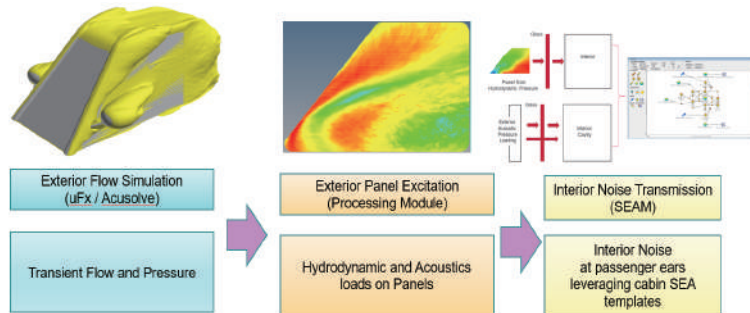 Glass
Interior
Panel Side
Hydrodynamic Pressure
Glass
Exterior
Acoustic
Pressure
Loading
Interior
Cavity
Exterior Flow Simulation
(uFx / Acusolve)
Exterior Panel Excitation
(Processing Module)
Interior Noise Transmission
(SEAM)
Transient Flow and Pressure
Hydrodynamic and Acoustics
loads on Panels
Interior Noise
at passenger ears
leveraging cabin SEA
templates